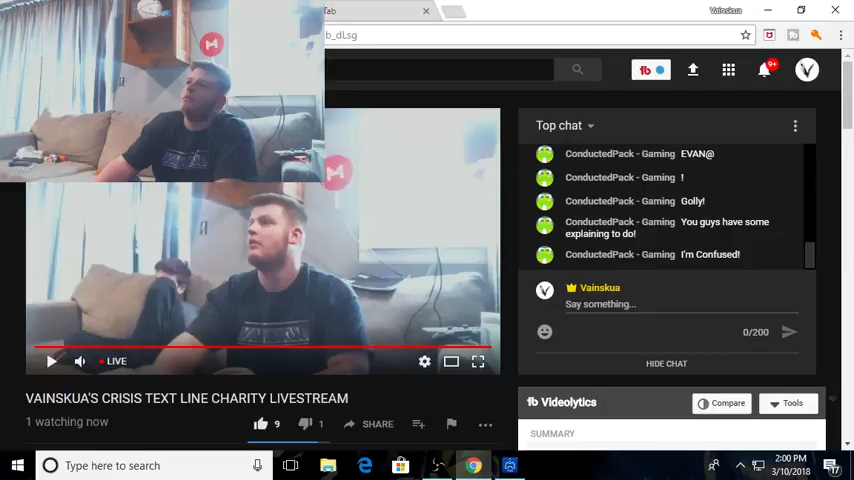 Tab
Vainskua
b_dLsg
9+
Top chat
ConductedPack - Gaming EVAN@
ConductedPack - Gaming !
ConductedPack - Gaming Golly!
ConductedPack - Gaming You guys have some
explaining to do!
ConductedPack - Gaming I'm Confused!
Vainskua
Say something...
0/200
HIDE CHAT
LIVE
VAINSKUA'S CRISIS TEXT LINE CHARITY LIVESTREAM
1 watching now
9
1
SHARE
Videolytics
Compare
Tools
SUMMARY
Type here to search
2:00 PM
3/10/2018
17